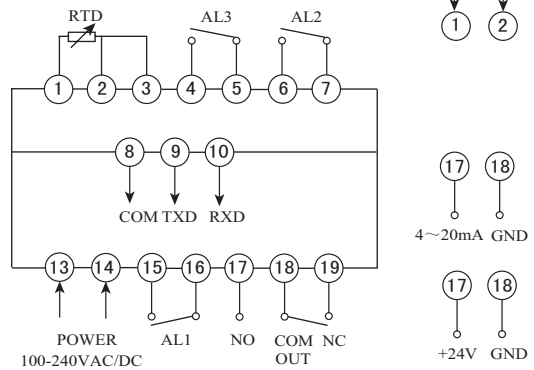 RTD AL3 AL2
1 2 3 4 5 6 7
8 9 10
COM TXD RXD
13 14 15 16 17 18 19
POWER AL1 NO COM NC
100-240VAC/DC OUT
1 2
17 18
4～20mA GND
17 18
+24V GND